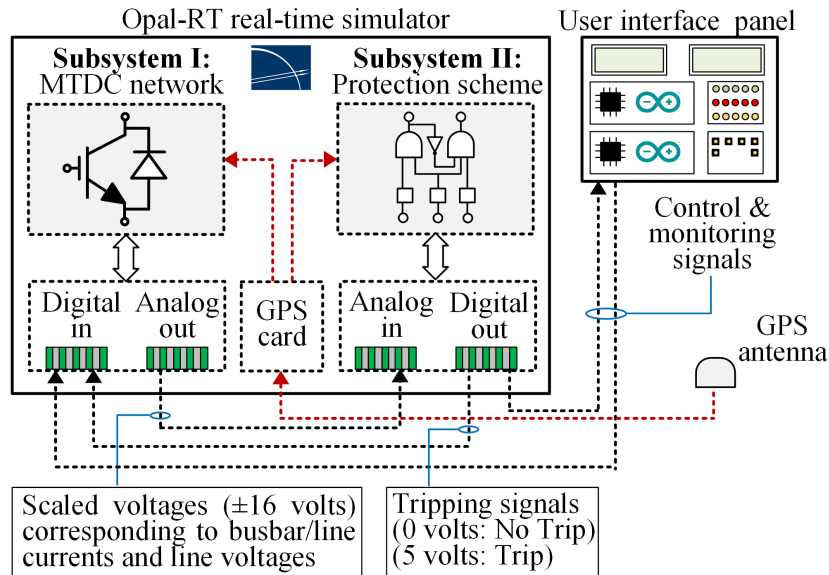 Opal-RT real-time simulator
User interface panel
Subsystem I:
MTDC network
Subsystem II:
Protection scheme
Control &
monitoring
signals
Digital
in
Analog
out
GPS
card
Analog
in
Digital
out
GPS
antenna
Scaled voltages (±16 volts)
corresponding to busbar/line
currents and line voltages
Tripping signals
(0 volts: No Trip)
(5 volts: Trip)